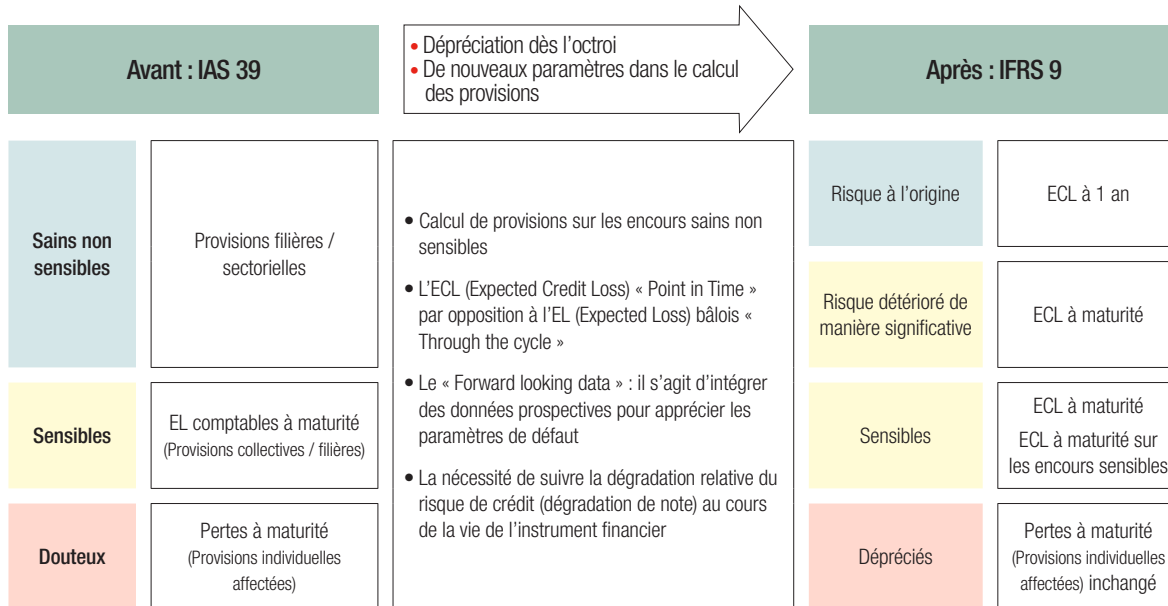 Avant : IAS 39
• Dépréciation dès l'octroi
• De nouveaux paramètres dans le calcul
des provisions
Après : IFRS 9
Sains non
sensibles
Provisions filières /
sectorielles
Sensibles
EL comptables à maturité
(Provisions collectives / filières)
Douteux
Pertes à maturité
(Provisions individuelles
affectées)
• Calcul de provisions sur les encours sains non
sensibles
• L'ECL (Expected Credit Loss) « Point in Time »
par opposition à l'EL (Expected Loss) bâlois «
Through the cycle »
• Le « Forward looking data » : il s'agit d'intégrer
des données prospectives pour apprécier les
paramètres de défaut
• La nécessité de suivre la dégradation relative du
risque de crédit (dégradation de note) au cours
de la vie de l'instrument financier
Risque à l'origine
ECL à 1 an
Risque détérioré de
manière significative
ECL à maturité
Sensibles
ECL à maturité
ECL à maturité sur
les encours sensibles
Dépréciés
Pertes à maturité
(Provisions individuelles
affectées) inchangé